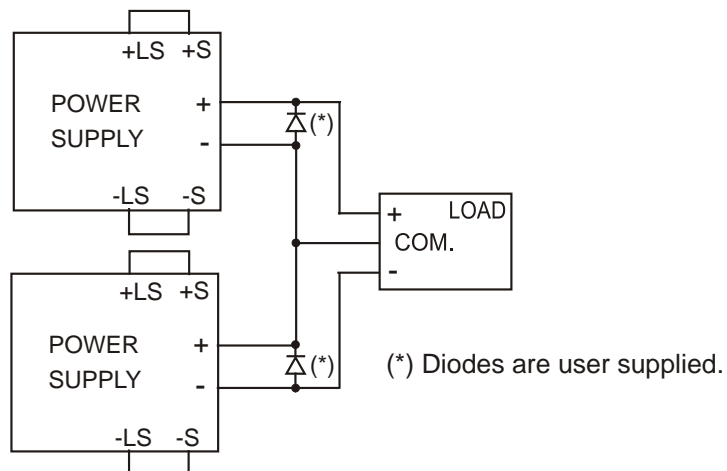 +LS +S
POWER
SUPPLY
+
-
(*)
-LS -S
+ LOAD
COM.
-
+LS +S
POWER
SUPPLY
+
-
(*)
(*) Diodes are user supplied.
-LS -S